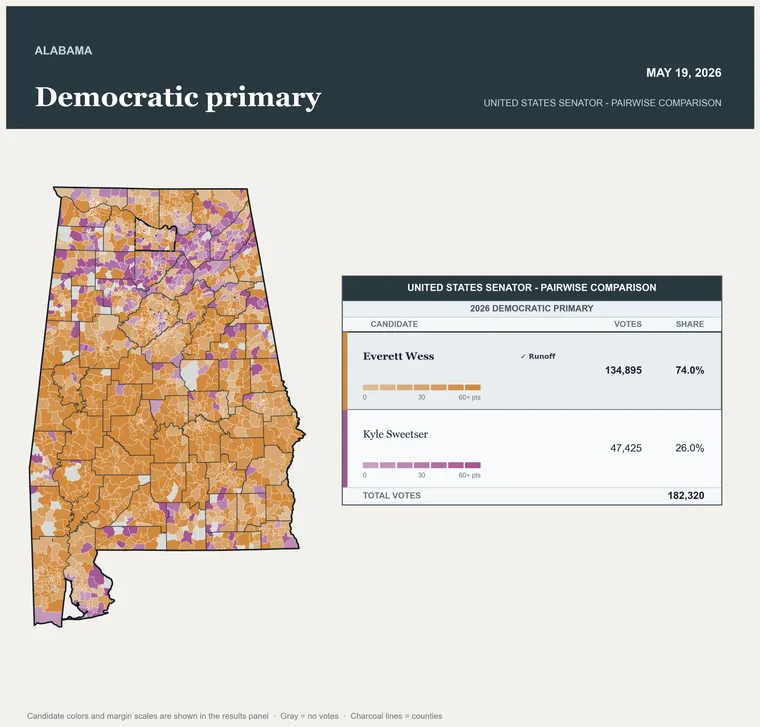 ALABAMA
Democratic primary
MAY 19, 2026
UNITED STATES SENATOR - PAIRWISE COMPARISON
UNITED STATES SENATOR - PAIRWISE COMPARISON
2026 DEMOCRATIC PRIMARY
CANDIDATE VOTES SHARE
Everett Wess ✓ Runoff 134,895 74.0%
0 30 60+ pts
Kyle Sweetser 47,425 26.0%
0 30 60+ pts
TOTAL VOTES 182,320
Candidate colors and margin scales are shown in the results panel · Gray = no votes · Charcoal lines = counties